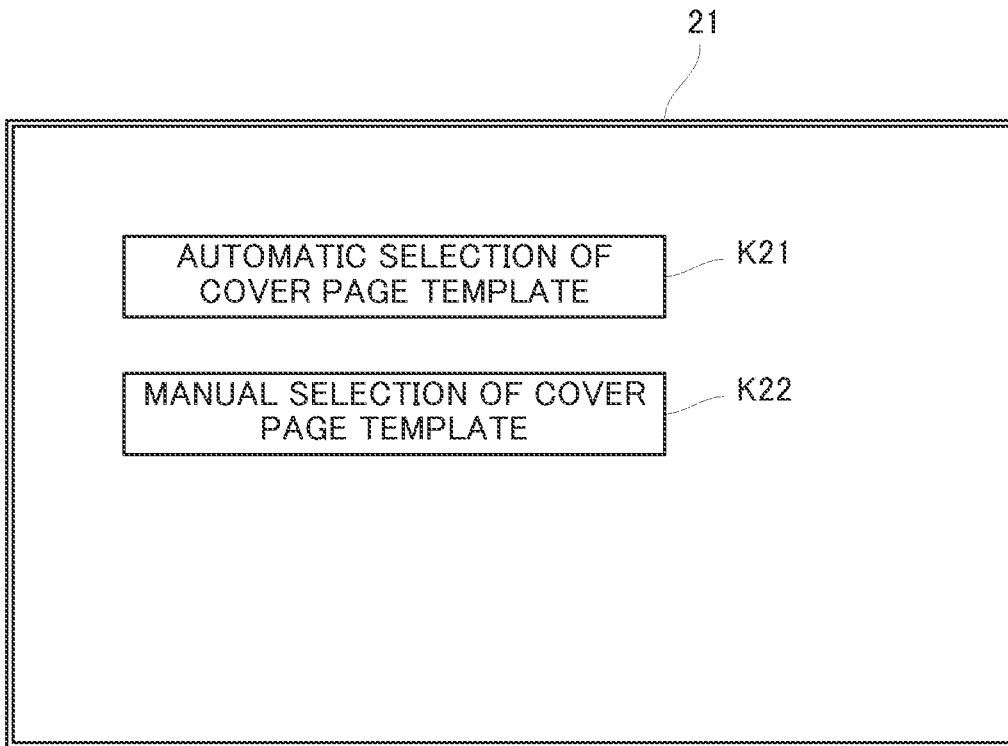 21
AUTOMATIC SELECTION OF
COVER PAGE TEMPLATE
K21
MANUAL SELECTION OF COVER
PAGE TEMPLATE
K22